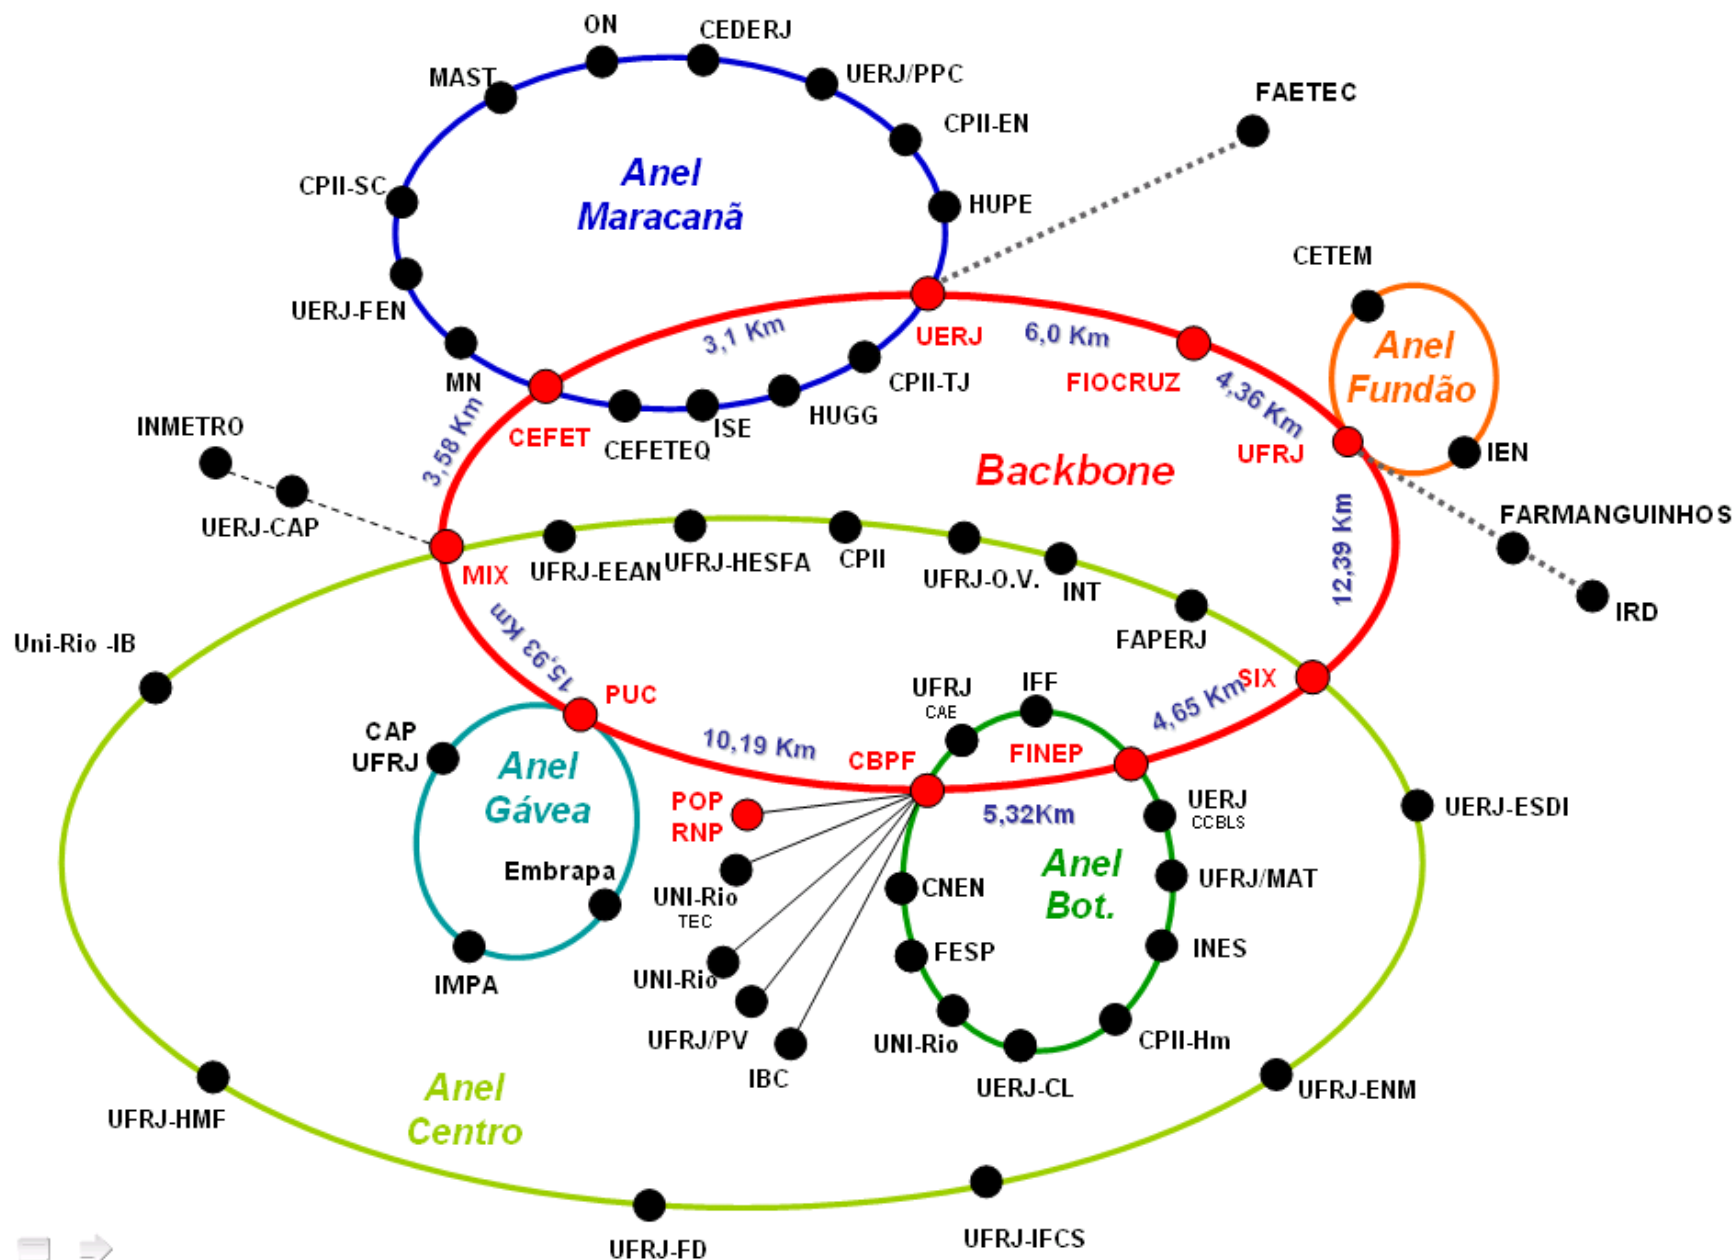 ON
CEDERJ
MAST
UERJ/PPC
FAETEC
CPII-EN
Anel
Maracanã
CPII-SC
HUPE
CETEM
UERJ-FEN
3,1 Km
UERJ
6,0 Km
Anel
Fundão
MN
CPII-TJ
FIOCRUZ
4,36 Km
HUGG
ISE
INMETRO
3,58 Km
CEFET
CEFETEQ
UFRJ
IEN
Backbone
UERJ-CAP
FARMANGUINHOS
12,39 Km
MIX
UFRJ-EEAN
UFRJ-HESFA
CPII
UFRJ-O.V.
INT
IRD
FAPERJ
Uni-Rio -IB
15,93 Km
PUC
UFRJ
CAE
IFF
SIX
4,65 Km
CAP
UFRJ
10,19 Km
CBPF
FINEP
Anel
Gávea
POP
RNP
5,32Km
UERJ
CCBLS
UERJ-ESDI
Embrapa
UNI-Rio
TEC
CNEN
Anel
Bot.
UFRJ/MAT
FESP
INES
IMPA
UNI-Rio
UFRJ/PV
UNI-Rio
CPII-Hm
IBC
UERJ-CL
UFRJ-ENM
UFRJ-HMF
Anel
Centro
UFRJ-FD
UFRJ-IFCS